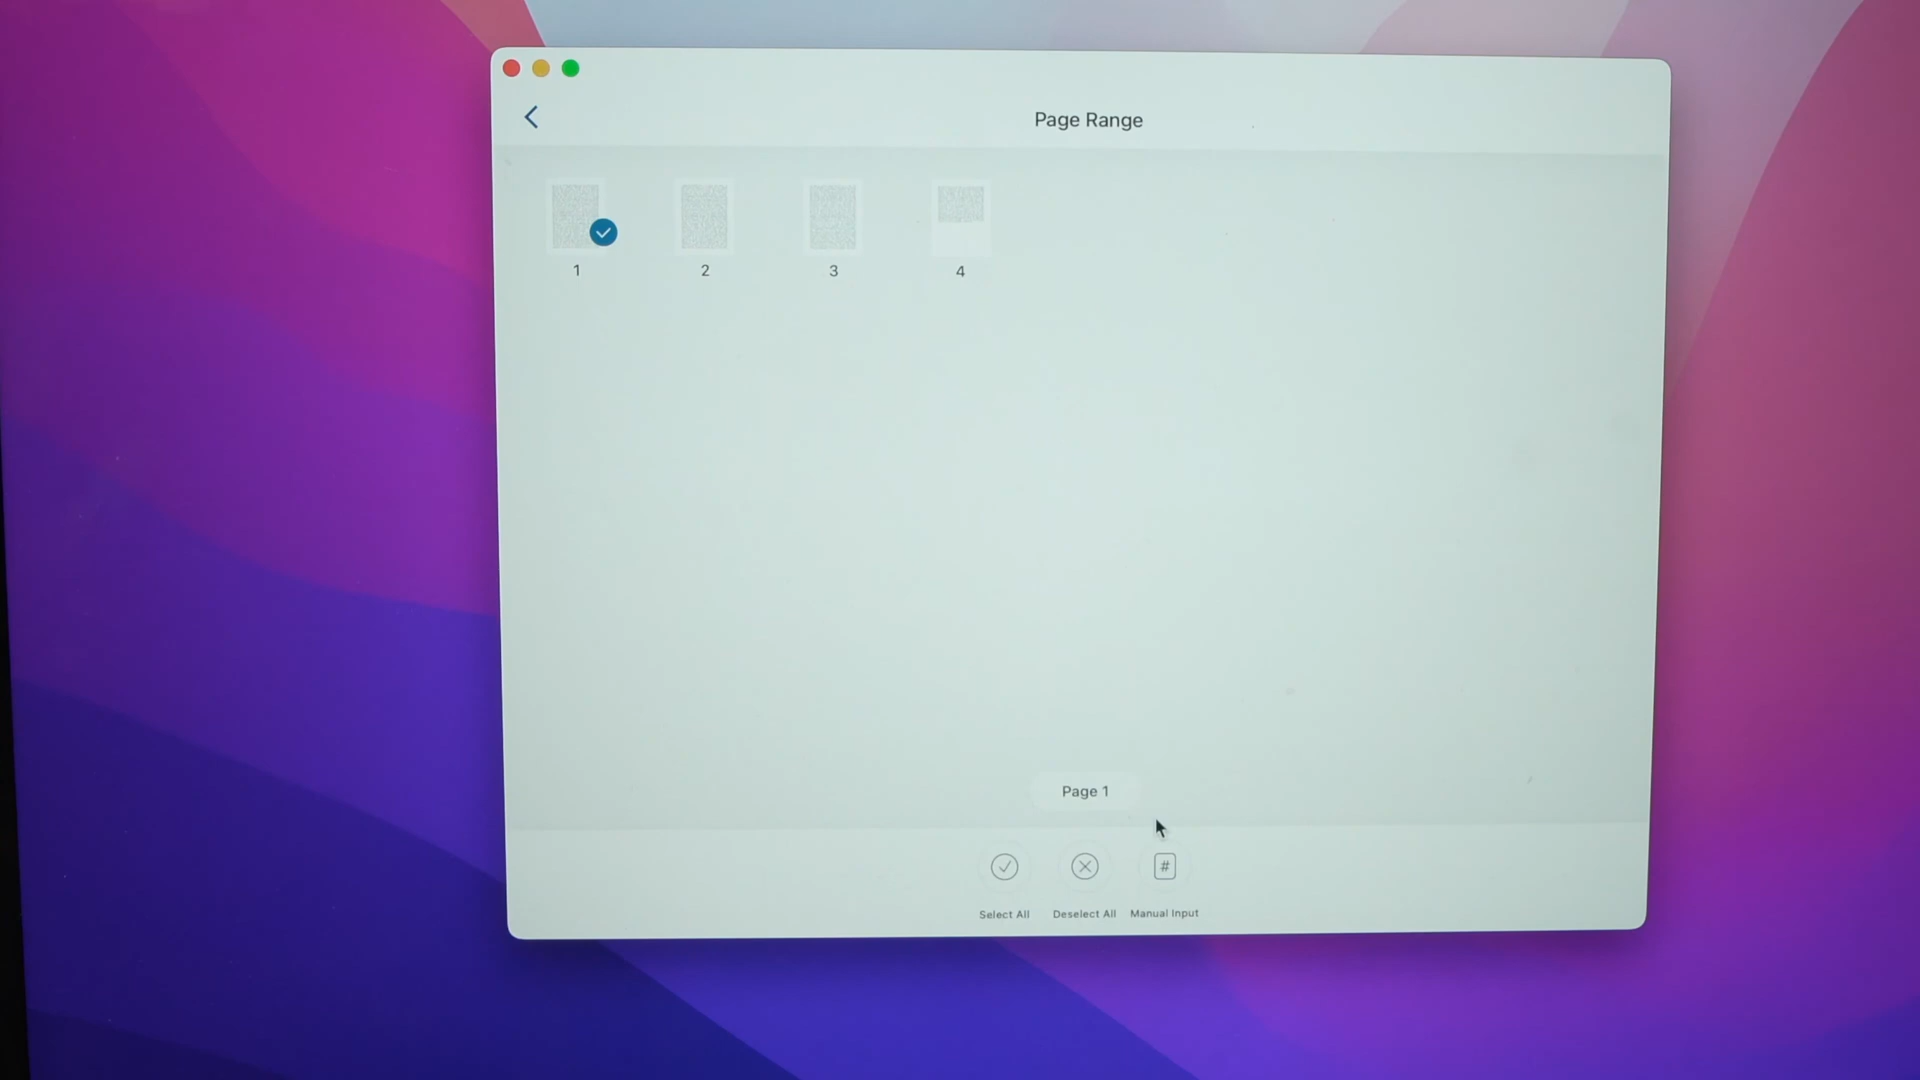 Page Range
1
2
3
4
Page 1
#
Select All
Deselect All
Manual Input